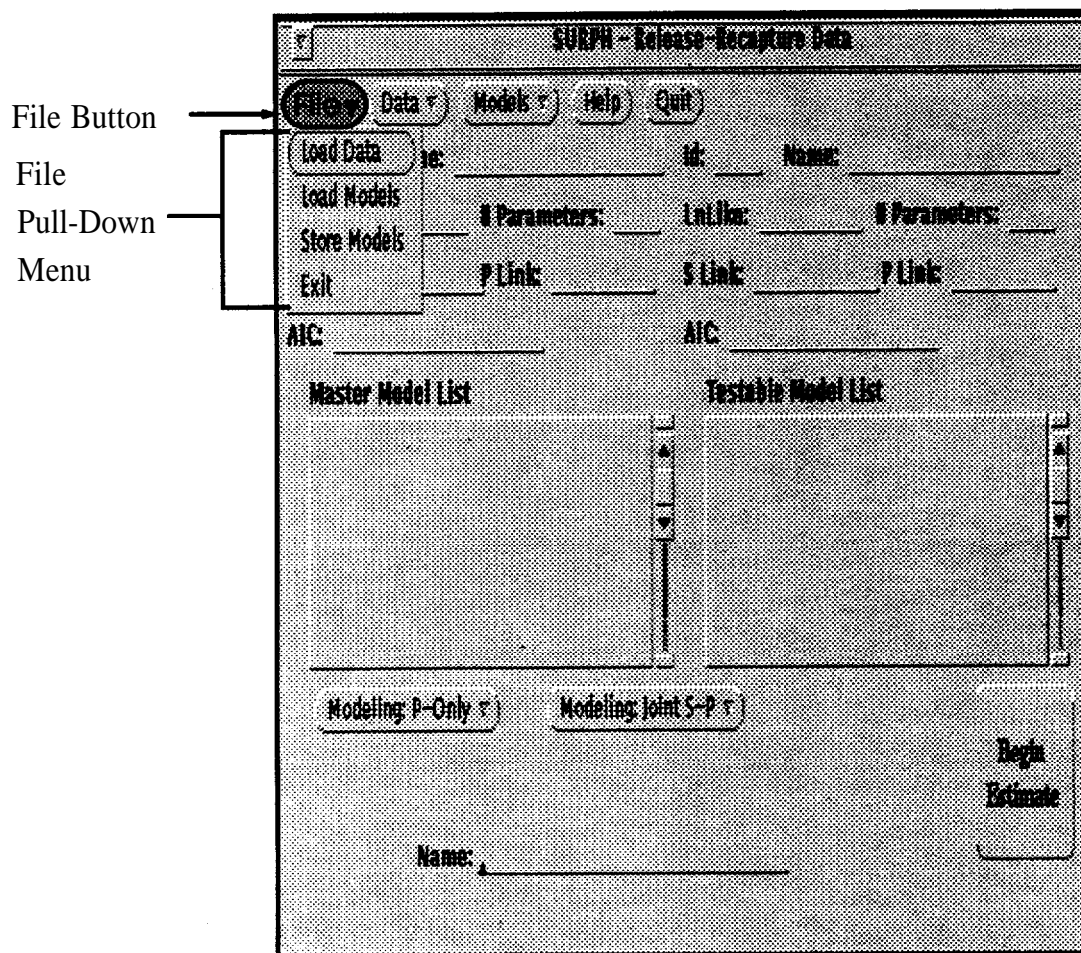 SURPH - Release-Recapture Data
File Data Models Help Quit
File Button
File
Pull-Down
Menu
Load Data
Load Models
Store Models
Exit
me: Id: Name:
# Parameters: LnLike: # Parameters:
P Link: S Link: P Link:
AIC: AIC:
Master Model List Testable Model List
Modeling: P-Only Modeling: Joint S-P
Begin
Estimate
Name: